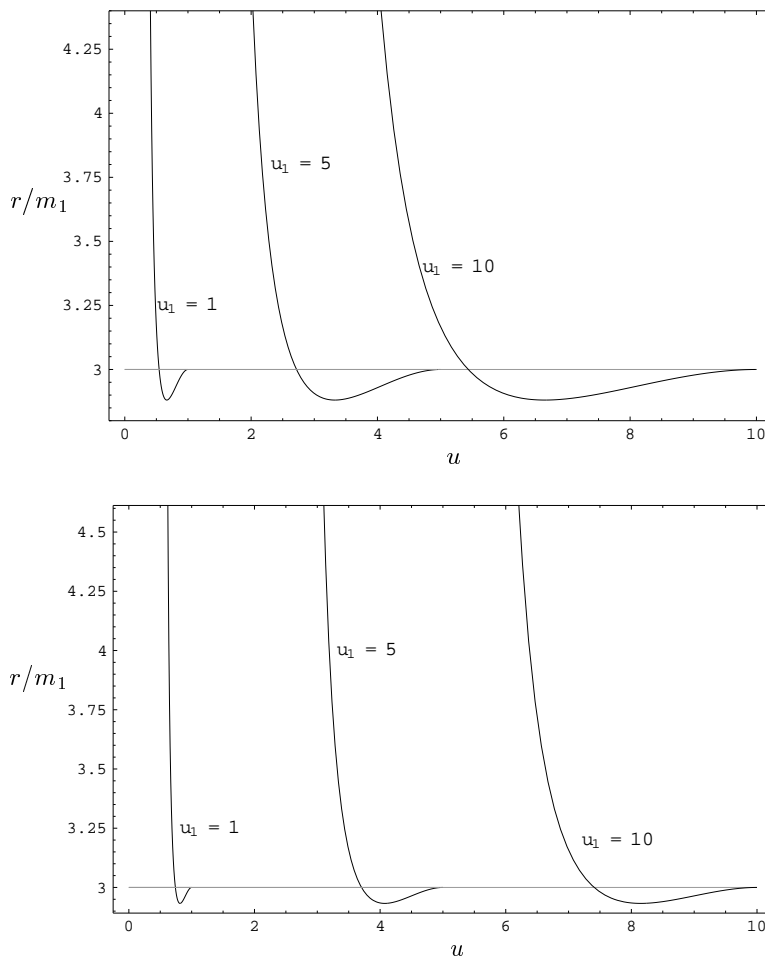 4.25
4
3.75
u₁ = 5
r/m₁
3.5
u₁ = 10
3.25
u₁ = 1
3
0 2 4 6 8 10
u
4.5
4.25
4
u₁ = 5
r/m₁
3.75
3.5
3.25
u₁ = 1
u₁ = 10
3
0 2 4 6 8 10
u